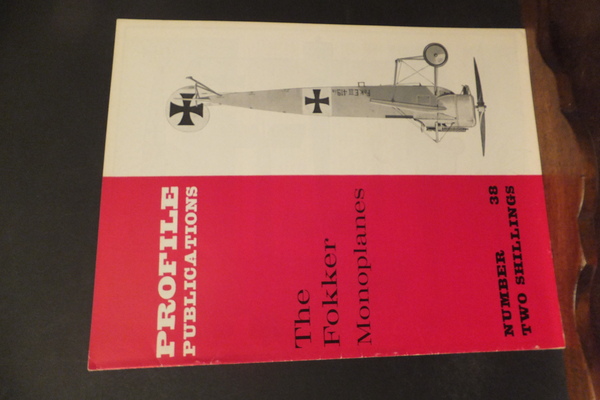 PROFILE
PUBLICATIONS
The
Fokker
Monoplanes
NUMBER 38
TWO SHILLINGS